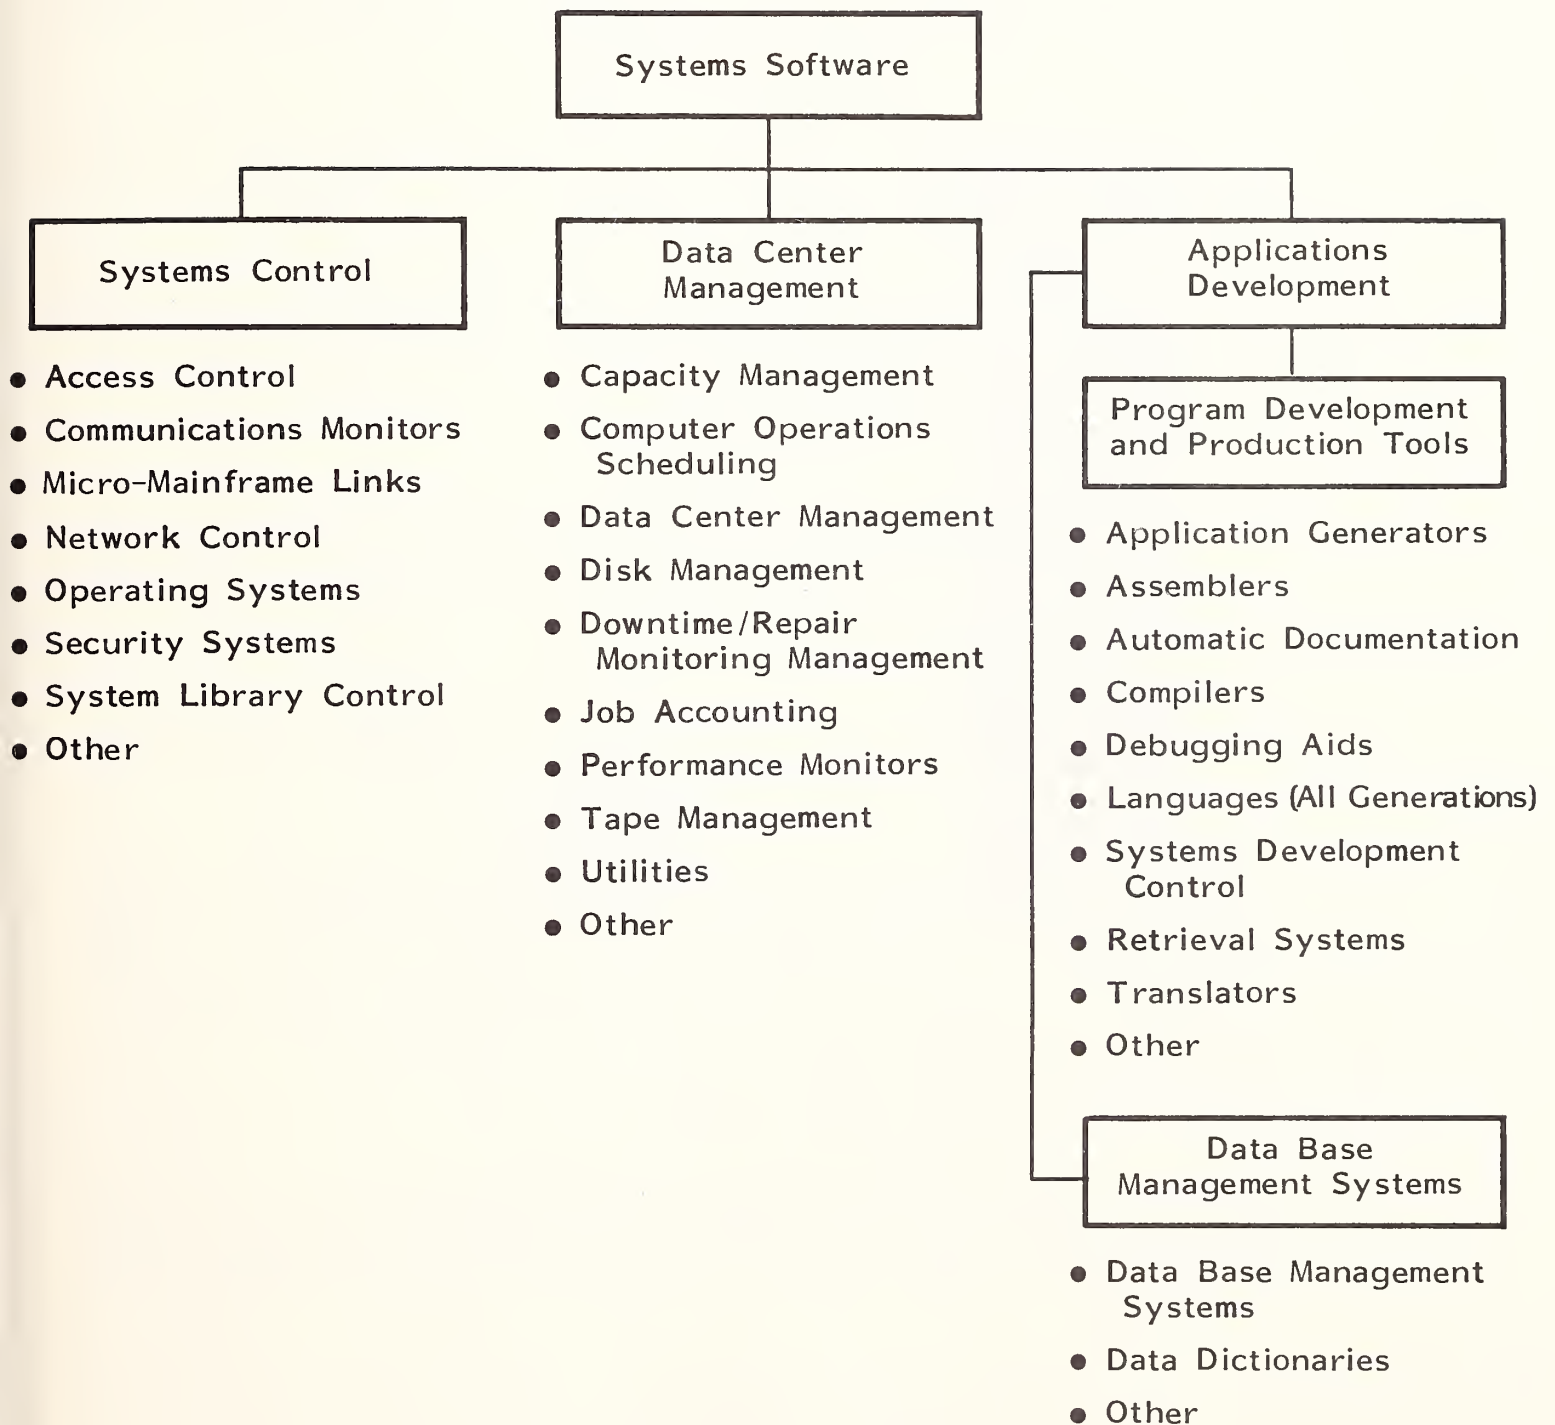 Systems Software
Systems Control
● Access Control
● Communications Monitors
● Micro-Mainframe Links
● Network Control
● Operating Systems
● Security Systems
● System Library Control
● Other
Data Center
Management
● Capacity Management
● Computer Operations
Scheduling
● Data Center Management
● Disk Management
● Downtime/Repair
Monitoring Management
● Job Accounting
● Performance Monitors
● Tape Management
● Utilities
● Other
Applications
Development
Program Development
and Production Tools
● Application Generators
● Assemblers
● Automatic Documentation
● Compilers
● Debugging Aids
● Languages (All Generations)
● Systems Development
Control
● Retrieval Systems
● Translators
● Other
Data Base
Management Systems
● Data Base Management
Systems
● Data Dictionaries
● Other